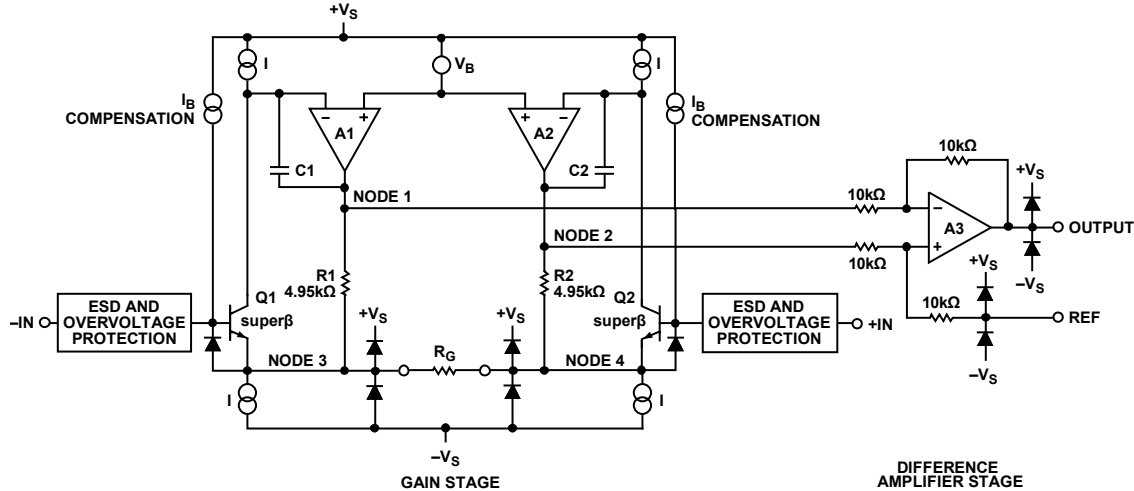 +VS
I
VB
I
IB
COMPENSATION
IB
COMPENSATION
− +
+ −
A1
A2
C1
C2
NODE 1
NODE 2
10kΩ
10kΩ
10kΩ
10kΩ
−
A3
+
+VS
−VS
OUTPUT
+VS
−VS
REF
R1
4.95kΩ
R2
4.95kΩ
Q1
superβ
Q2
superβ
−IN
ESD AND
OVERVOLTAGE
PROTECTION
ESD AND
OVERVOLTAGE
PROTECTION
+IN
+VS
+VS
NODE 3
RG
NODE 4
I
I
−VS
GAIN STAGE
DIFFERENCE
AMPLIFIER STAGE